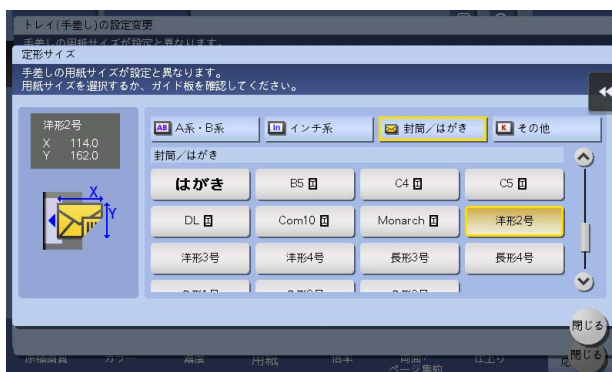 トレイ(手差し)の設定変更
手差しの用紙サイズが設定と異なります。
定形サイズ
手差しの用紙サイズが設定と異なります。
用紙サイズを選択するか、ガイド板を確認してください。
洋形2号
X 114.0
Y 162.0
X
Y
AB A系・B系
In インチ系
封筒/はがき
K その他
封筒/はがき
はがき
B5
C4
C5
DL
Com10
Monarch
洋形2号
洋形3号
洋形4号
長形3号
長形4号
閉じる
閉じる
原稿画質 カラー 濃度 用紙 倍率 両面/ 仕上り
ページ集約